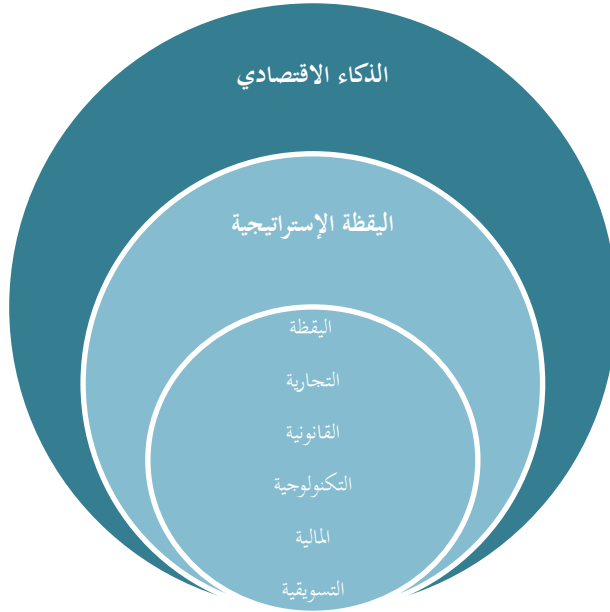 الذكاء الاقتصادي
اليقظة الإستراتيجية
اليقظة
التجارية
القانونية
التكنولوجية
المالية
التسويقية